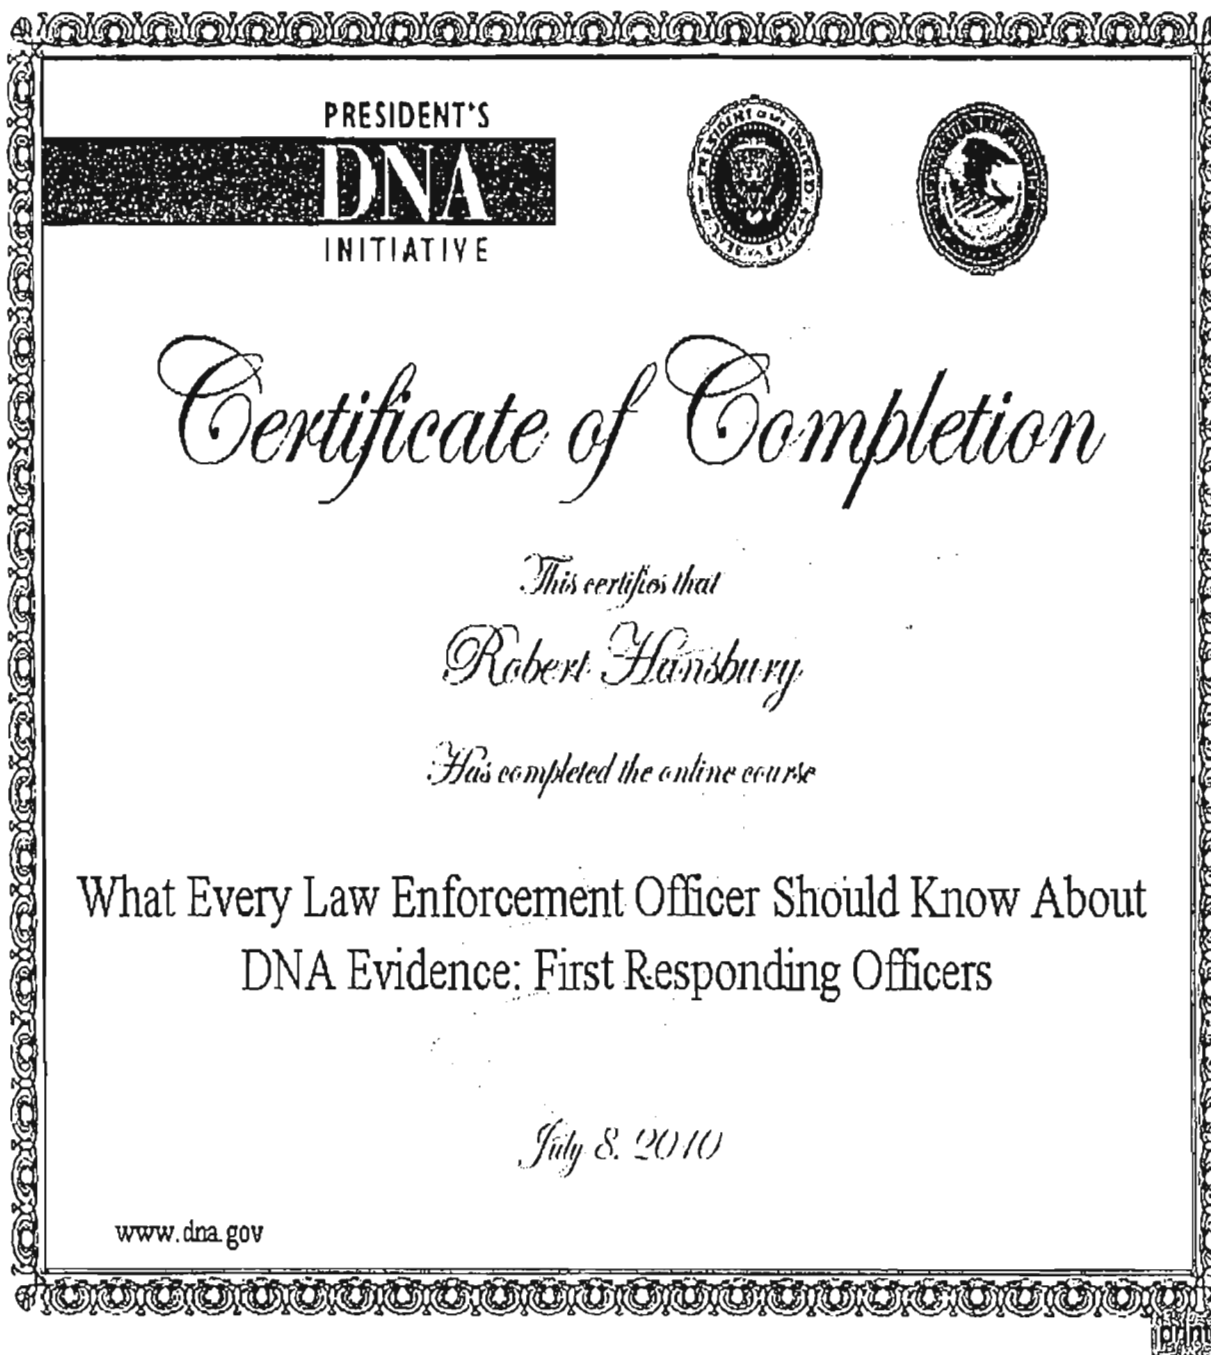 PRESIDENT'S
DNA
INITIATIVE
Certificate of Completion
This certifies that
Robert Hansbury
Has completed the online course
What Every Law Enforcement Officer Should Know About
DNA Evidence: First Responding Officers
July 8, 2010
www.dna.gov
print